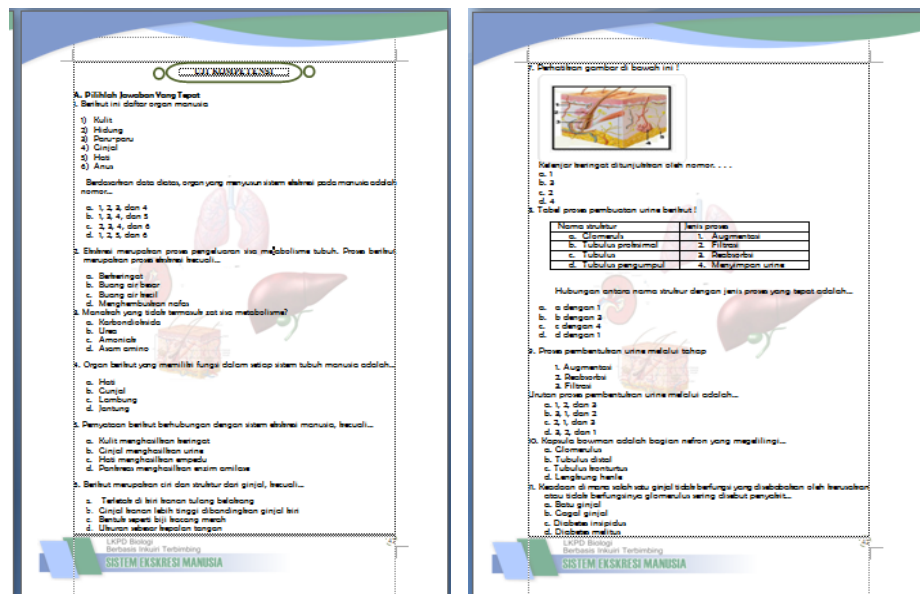 UJI KOMPETENSI
A. Pilihlah Jawaban Yang Tepat
1. Berikut ini daftar organ manusia
1) Kulit
2) Hidung
3) Paru-paru
4) Ginjal
5) Hati
6) Anus
Berdasarkan data diatas, organ yang menyusun sistem ekskresi pada manusia adalah
nomor...
a. 1, 2, 3, dan 4
b. 1, 3, 4, dan 5
c. 2, 3, 4, dan 6
d. 1, 2, 5, dan 6
2. Ekskresi merupakan proses pengeluaran sisa metabolisme tubuh. Proses berikut
merupakan proses ekskresi kecuali...
a. Berkeringat
b. Buang air besar
c. Buang air kecil
d. Menghembuskan nafas
3. Manakah yang tidak termasuk zat sisa metabolisme?
a. Karbondioksida
b. Urea
c. Amoniak
d. Asam amino
4. Organ berikut yang memiliki fungsi dalam setiap sistem tubuh manusia adalah...
a. Hati
b. Gunjal
c. Lambung
d. Jantung
5. Pernyataan berikut berhubungan dengan sistem ekskresi manusia, kecuali...
a. Kulit menghasilkan keringat
b. Ginjal menghasilkan urine
c. Hati menghasilkan empedu
d. Pankreas menghasilkan enzim amilase
6. Berikut merupakan ciri dan struktur dari ginjal, kecuali...
a. Terletak di kiri kanan tulang belakang
b. Ginjal kanan lebih tinggi dibandingkan ginjal kiri
c. Bentuk seperti biji kacang merah
d. Ukuran sebesar kepalan tangan
LKPD Biologi
Berbasis Inkuiri Terbimbing
SISTEM EKSKRESI MANUSIA
7. Perhatikan gambar di bawah ini !
Kelenjar keringat ditunjukkan oleh nomor. . . .
a. 1
b. 3
c. 2
d. 4
8. Tabel proses pembuatan urine berikut !
Nama struktur Jenis proses
a. Glomeruls 1. Augmentasi
b. Tubulus proksimal 2. Filtrasi
c. Tubulus 3. Reabsorbsi
d. Tubulus pengumpul 4. Menyimpan urine
Hubungan antara nama struktur dengan jenis proses yang tepat adalah...
a. a dengan 1
b. b dengan 3
c. c dengan 4
d. d dengan 1
9. Proses pembentukan urine melalui tahap
1. Augmentasi
2. Reabsorbsi
3. Filtrasi
Urutan proses pembentukan urine melalui adalah...
a. 1, 2, dan 3
b. 3, 1, dan 2
c. 2, 1, dan 3
d. 3, 2, dan 1
10. Kapsula bowman adalah bagian nefron yang megelilingi...
a. Glomerulus
b. Tubulus distal
c. Tubulus konturtus
d. Lengkung henle
11. Keadaan di mana salah satu ginjal tidak berfungsi yang disebabakan oleh kerusakan
atau tidak berfungsinya glomerulus sering disebut penyakit...
a. Batu ginjal
b. Gagal ginjal
c. Diabetes insipidus
d. Diabetes melitus
LKPD Biologi
Berbasis Inkuiri Terbimbing
SISTEM EKSKRESI MANUSIA